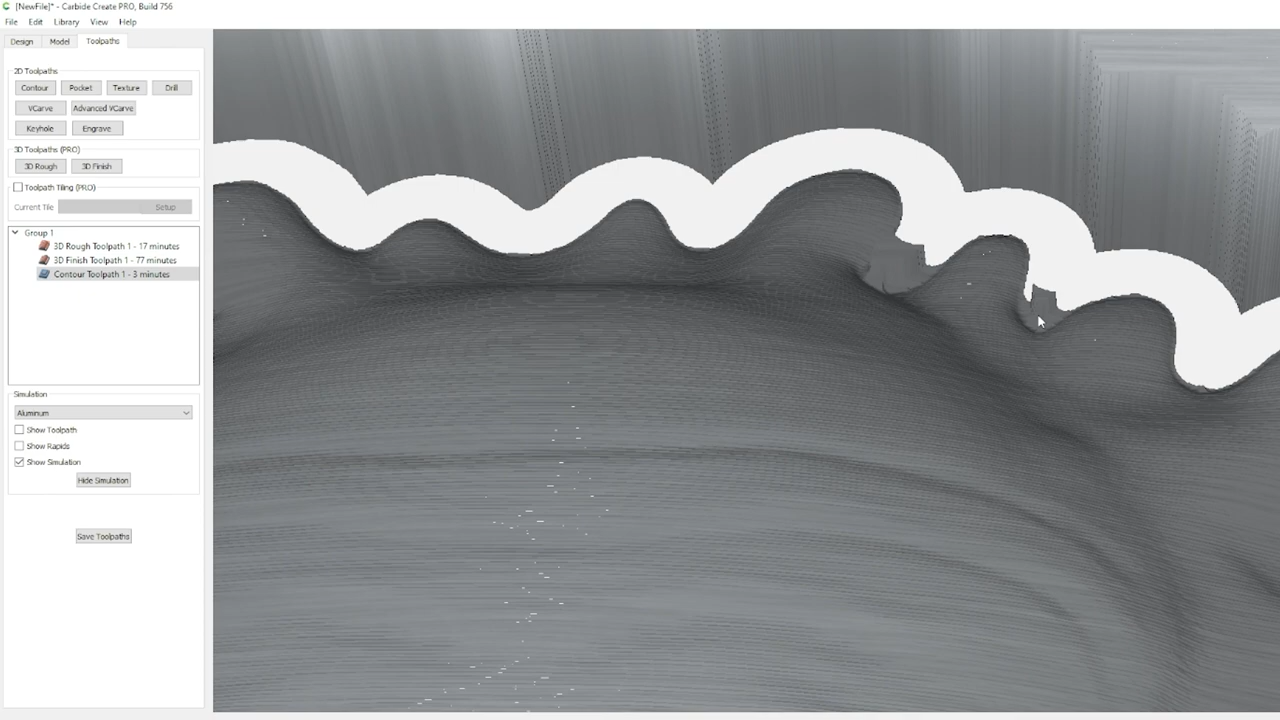 [NewFile]* - Carbide Create PRO, Build 756
File Edit Library View Help
Design Model Toolpaths
2D Toolpaths
Contour Pocket Texture Drill
VCarve Advanced VCarve
Keyhole Engrave
3D Toolpaths (PRO)
3D Rough 3D Finish
Toolpath Tiling (PRO)
Current Tile Setup
Group 1
3D Rough Toolpath 1 - 17 minutes
3D Finish Toolpath 1 - 77 minutes
Contour Toolpath 1 - 3 minutes
Simulation
Aluminum
Show Toolpath
Show Rapids
Show Simulation
Hide Simulation
Save Toolpaths